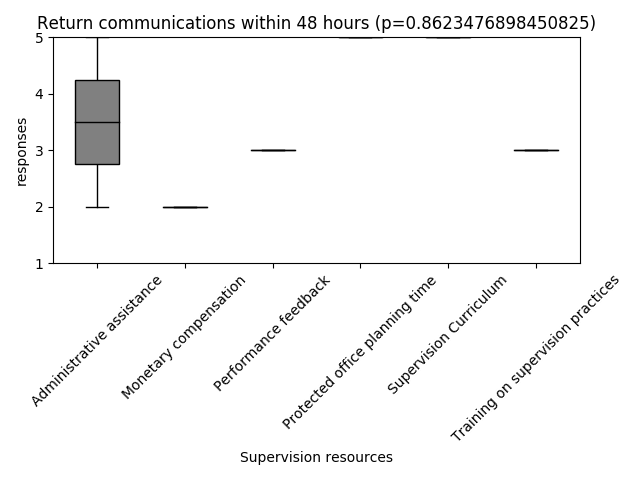 Return communications within 48 hours (p=0.8623476898450825)
5
4
3
2
1
responses
Administrative assistance
Monetary compensation
Performance feedback
Protected office planning time
Supervision Curriculum
Training on supervision practices
Supervision resources